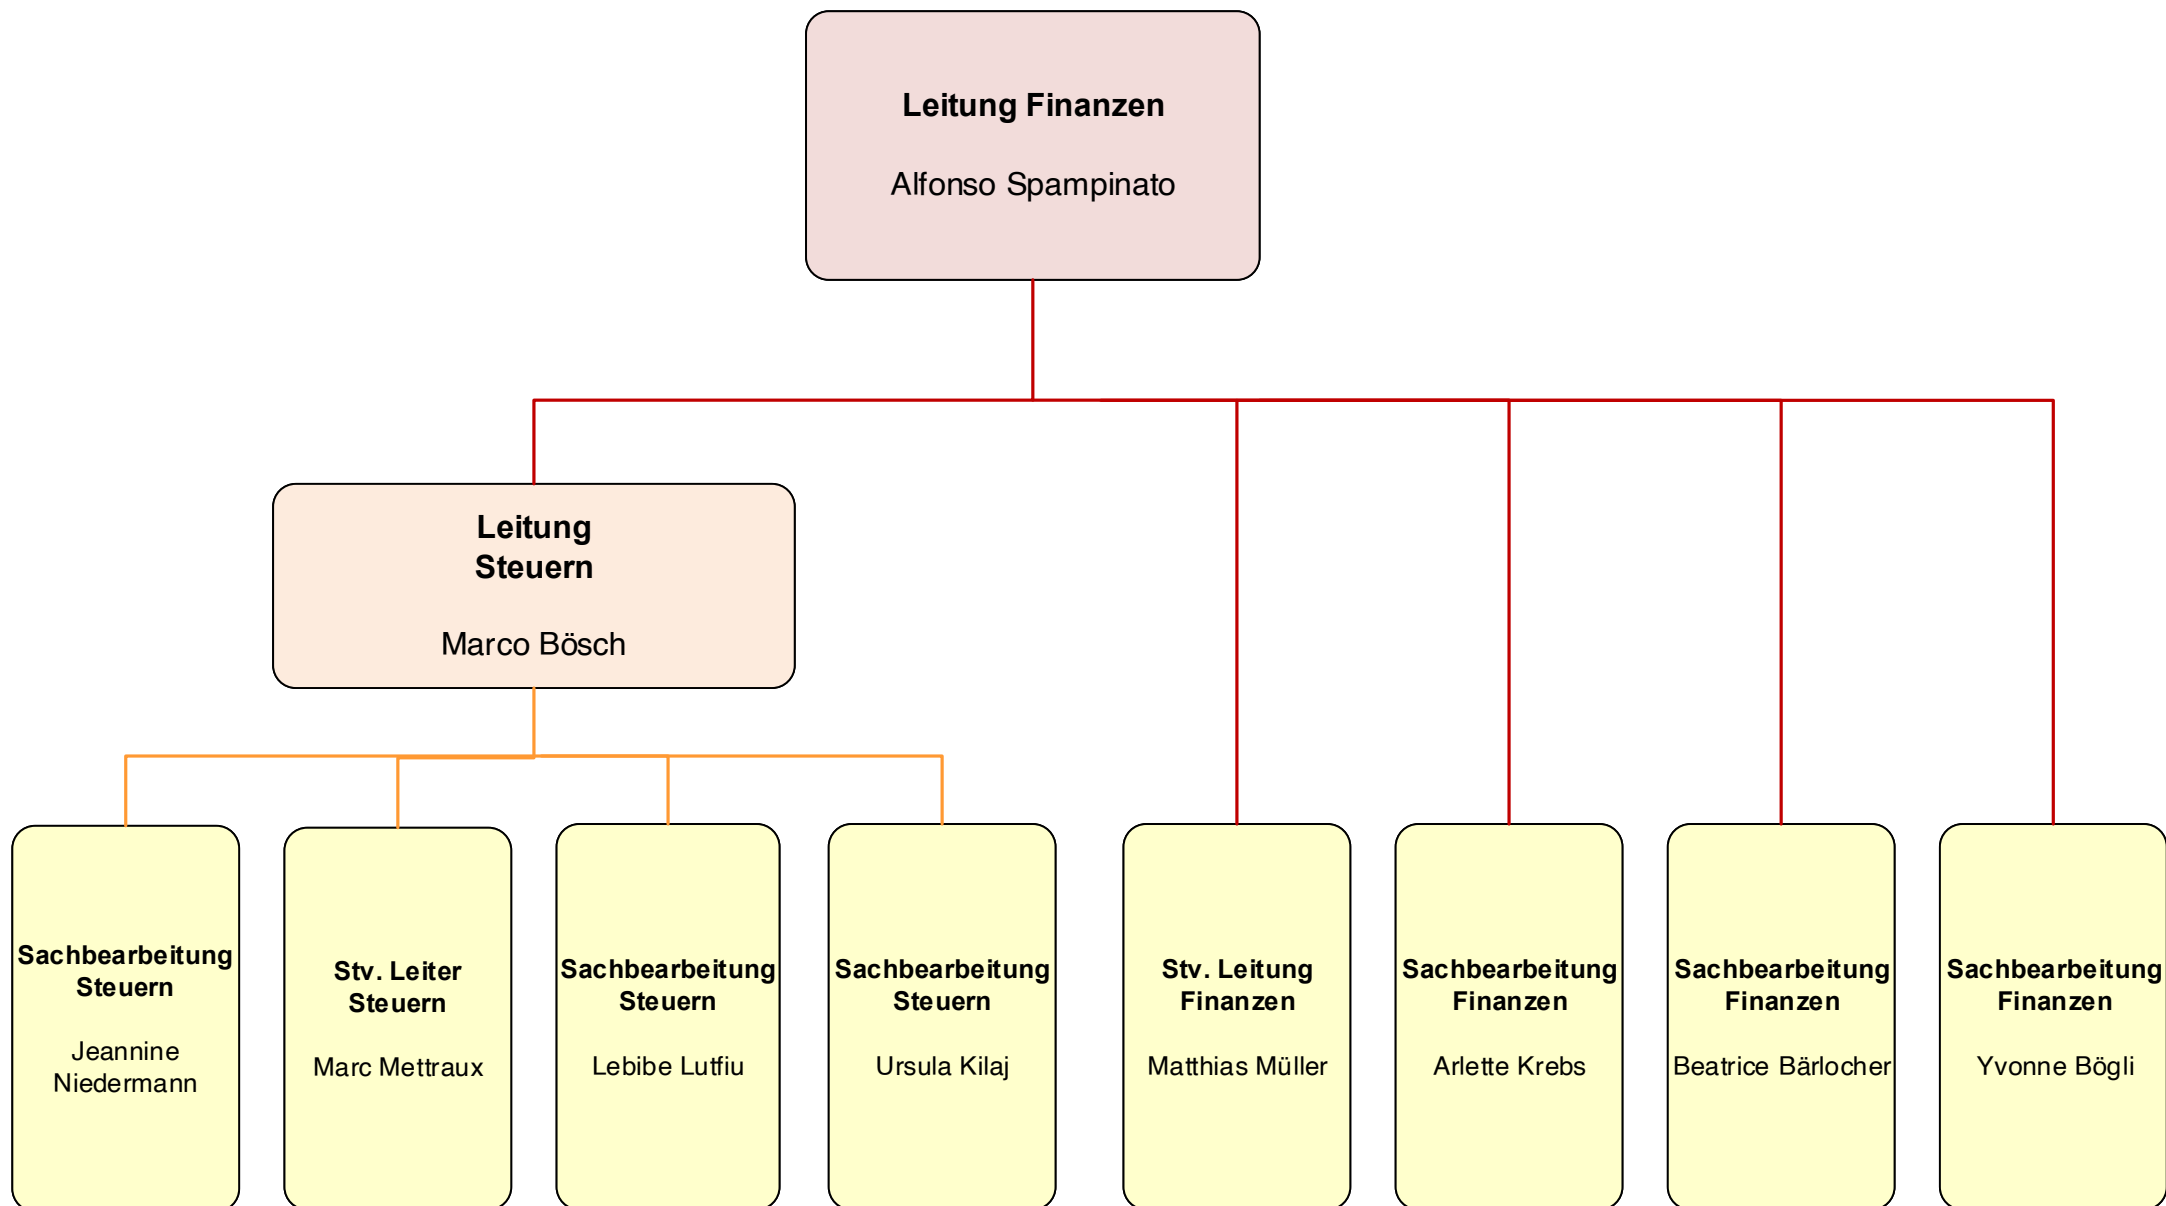 Leitung Finanzen
Alfonso Spampinato
Leitung
Steuern
Marco Bösch
Sachbearbeitung
Steuern
Jeannine
Niedermann
Stv. Leiter
Steuern
Marc Mettraux
Sachbearbeitung
Steuern
Lebibe Lutfiu
Sachbearbeitung
Steuern
Ursula Kilaj
Stv. Leitung
Finanzen
Matthias Müller
Sachbearbeitung
Finanzen
Arlette Krebs
Sachbearbeitung
Finanzen
Beatrice Bärlocher
Sachbearbeitung
Finanzen
Yvonne Bögli